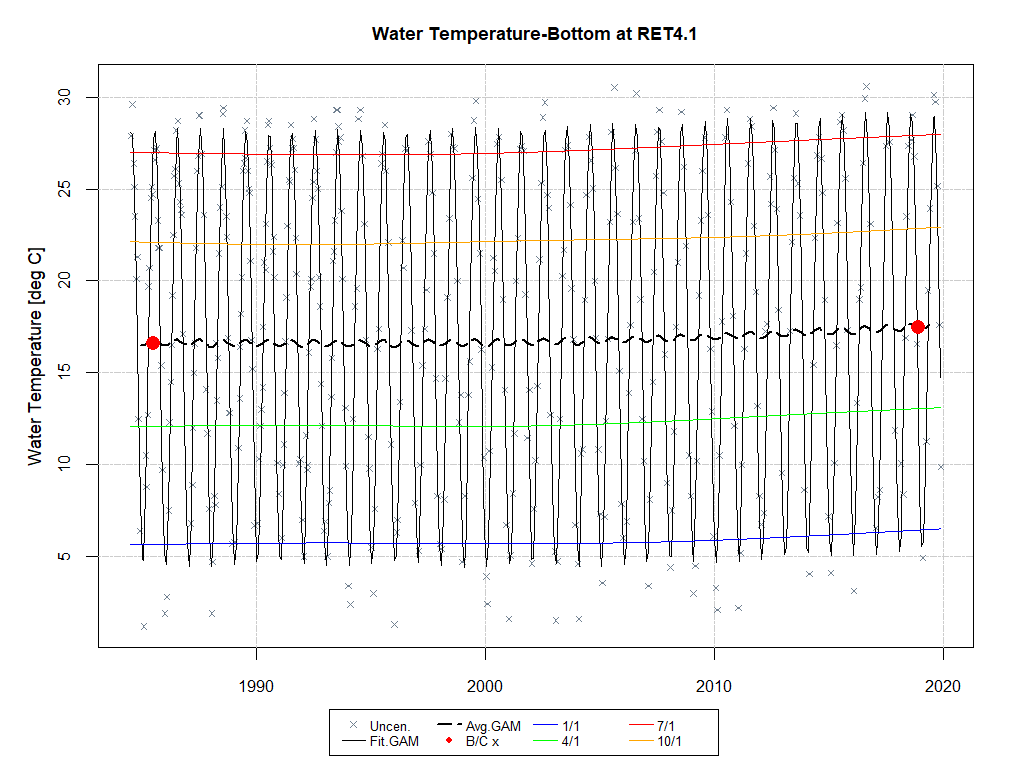 Water Temperature-Bottom at RET4.1
Water Temperature [deg C]
30
25
20
15
10
5
1990 2000 2010 2020
Uncen. Avg.GAM 1/1 7/1
Fit.GAM B/C x 4/1 10/1